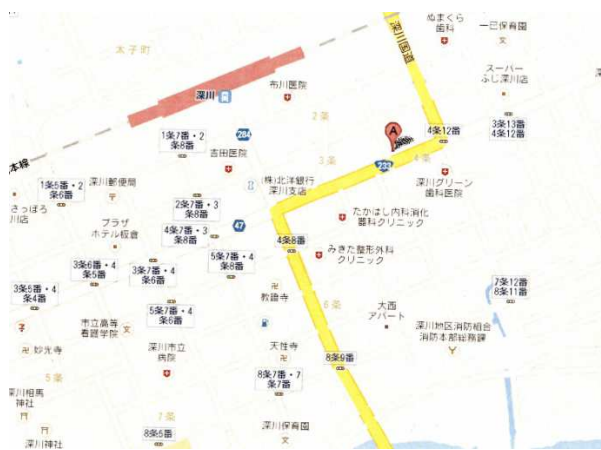 ぬまくら
歯科
一已保育園
太子町
深川国道
スーパー
ふじ深川店
布川医院
深川
2条
1条7番・2
条8番
284
吉田医院
A
4条12番
3条13番
4条12番
3条
4条
233
本線
1条5番・2
条6番
深川郵便局
(株)北洋銀行
深川支店
深川グリーン
歯科医院
さっぽろ
川店
2条7番・3
条8番
プラザ
ホテル板倉
4条7番・3
条8番
47
たかはし内科消化
器科クリニック
4条8番
みきた整形外科
クリニック
5条7番・4
条8番
3条6番・4
条5番
3条7番・4
条6番
3条5番・4
条4番
7条12番
8条11番
教證寺
6条
大西
アパート
5条7番・4
条6番
市立高等
看護学院
妙光寺
深川市立
病院
天性寺
深川地区消防組合
消防本部総務課
8条9番
5条
8条7番・7
条7番
深川相馬
神社
7条
深川保育園
8条5番
深川神社